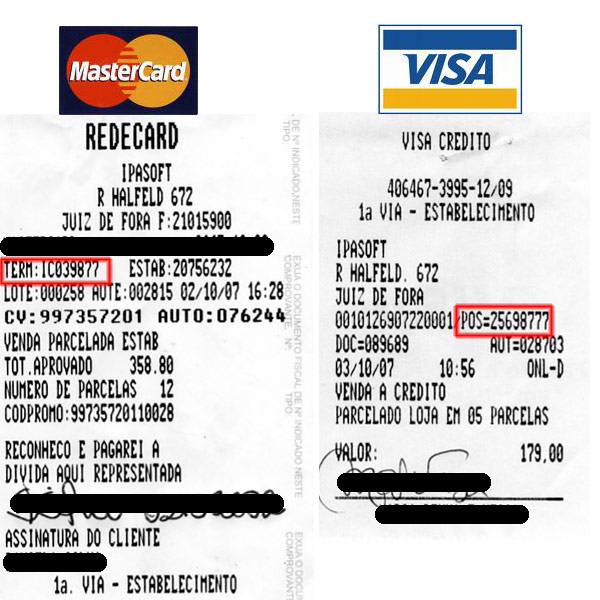 MasterCard
REDECARD
IPASOFT
R HALFELD 672
JUIZ DE FORA F:21015900
TERM:IC039877 ESTAB:20756232
LOTE:000258 AUTE:002815 02/10/07 16:28
CV:997357201 AUTO:076244
VENDA PARCELADA ESTAB
TOT.APROVADO 358.80
NUMERO DE PARCELAS 12
CODPROMO:99735720110028
RECONHECO E PAGAREI A
DIVIDA AQUI REPRESENTADA
ASSINATURA DO CLIENTE
1a. VIA - ESTABELECIMENTO
DE Nº INDICADO NESTE
TIPO
EXIJA O DOCUMENTO FISCAL DE Nº INDICADO NESTE
COMPROVANTE. Nº: TIPO
EXIJA O DOCUM
COMPROVANTE
VISA
VISA CREDITO
406467-3995-12/09
1a VIA - ESTABELECIMENTO
IPASOFT
R HALFELD. 672
JUIZ DE FORA
0010126907220001/POS=25698777
DOC=089689 AUT=028703
03/10/07 10:56 ONL-D
VENDA A CREDITO
PARCELADO LOJA EM 05 PARCELAS
VALOR: 179,00